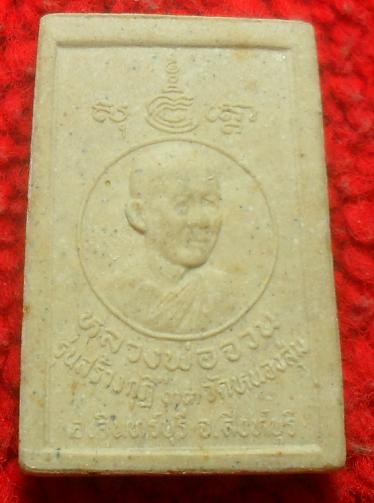 หลวงพ่อจวน
รุ่นสร้างกุฏิ ๓๓ วัดหนองสุ่ม
อ.อินทร์บุรี จ.สิงห์บุรี